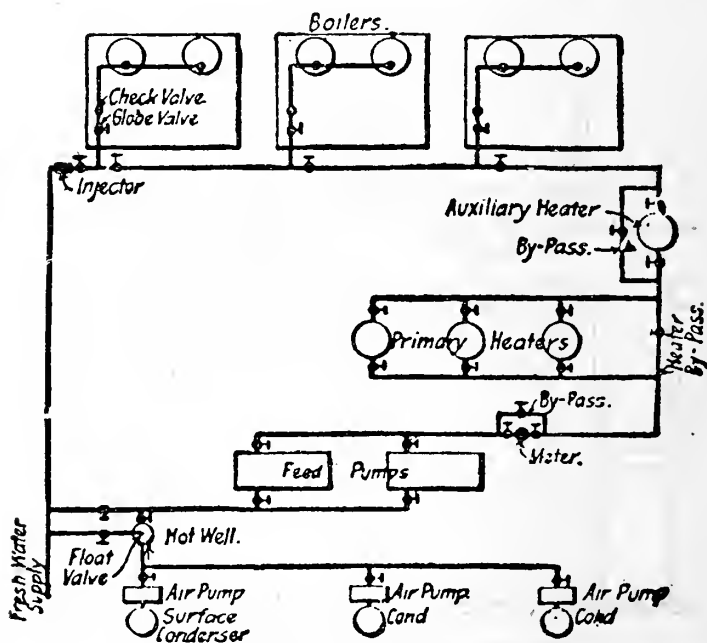 Boilers.
Check Valve
Globe Valve
Injector
Auxiliary Heater
By-Pass.
Primary Heaters
Heater
By-Pass.
By-Pass.
Meter.
Feed Pumps
Hot Well.
Float
Valve
Fresh Water
Supply
Air Pump
Surface
Condenser
Air Pump
Cond
Air Pump
Cond